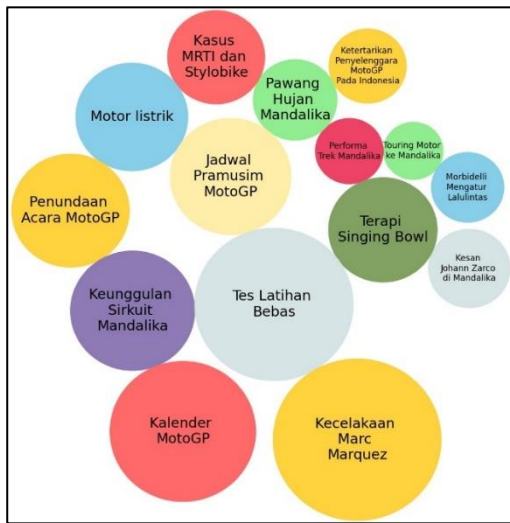 Kasus
MRTI dan
Stylobike
Ketertarikan
Penyelenggara
MotoGP
Pada Indonesia
Pawang
Hujan
Mandalika
Motor listrik
Jadwal
Pramusim
MotoGP
Performa
Trek Mandalika
Touring Motor
ke Mandalika
Morbidelli
Mengatur
Lalulintas
Penundaan
Acara MotoGP
Terapi
Singing Bowl
Kesan
Johann Zarco
di Mandalika
Keunggulan
Sirkuit
Mandalika
Tes Latihan
Bebas
Kalender
MotoGP
Kecelakaan
Marc
Marquez